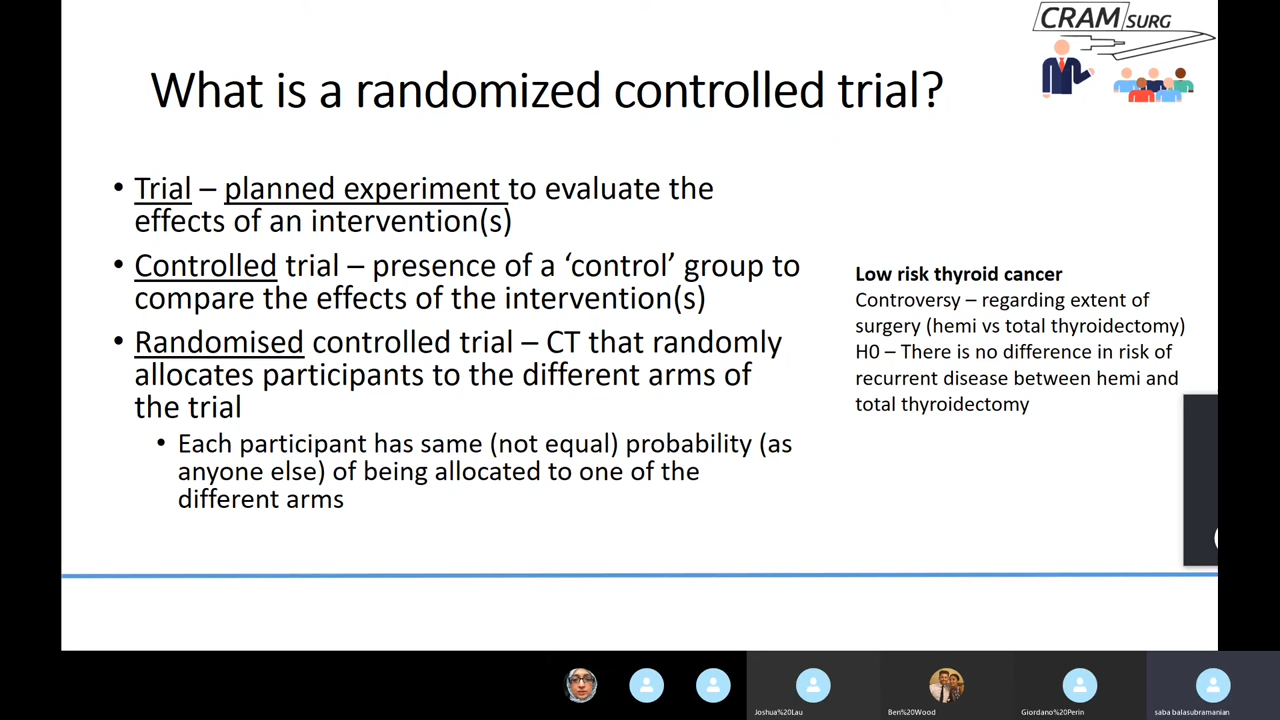 CRAM SURG
What is a randomized controlled trial?
• Trial – planned experiment to evaluate the
effects of an intervention(s)
• Controlled trial – presence of a ‘control’ group to
compare the effects of the intervention(s)
• Randomised controlled trial – CT that randomly
allocates participants to the different arms of
the trial
• Each participant has same (not equal) probability (as
anyone else) of being allocated to one of the
different arms
Low risk thyroid cancer
Controversy – regarding extent of
surgery (hemi vs total thyroidectomy)
H0 – There is no difference in risk of
recurrent disease between hemi and
total thyroidectomy
Joshua%20Lau
Ben%20Wood
Giordano%20Perin
saba balasubramanian